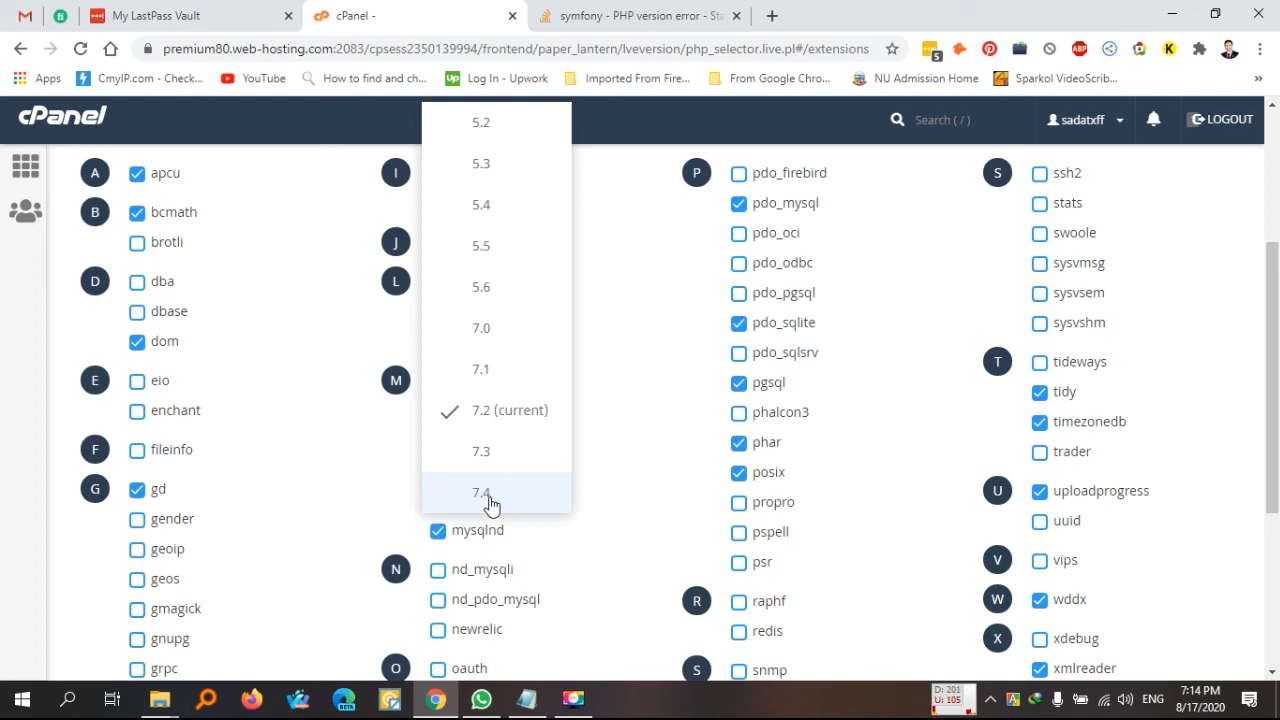 My LastPass Vault
cPanel -
symfony - PHP version error - Sta
premium80.web-hosting.com:2083/cpsess2350139994/frontend/paper_lantern/lveversion/php_selector.live.pl#/extensions
5
ABP
K
Apps
CmyIP.com - Check...
YouTube
How to find and ch...
Up
Log In - Upwork
Imported From Fire...
From Google Chro...
NU Admission Home
Sparkol VideoScrib...
»
cPanel
Search ( / )
sadatxff
LOGOUT
A
apcu
B
bcmath
brotli
D
dba
dbase
dom
E
eio
enchant
F
fileinfo
G
gd
gender
geoip
geos
gmagick
gnupg
grpc
I
J
L
M
5.2
5.3
5.4
5.5
5.6
7.0
7.1
7.2 (current)
7.3
7.4
mysqlnd
N
nd_mysqli
nd_pdo_mysql
newrelic
O
oauth
P
pdo_firebird
pdo_mysql
pdo_oci
pdo_odbc
pdo_pgsql
pdo_sqlite
pdo_sqlsrv
pgsql
phalcon3
phar
posix
propro
pspell
psr
R
raphf
redis
S
snmp
S
ssh2
stats
swoole
sysvmsg
sysvsem
sysvshm
T
tideways
tidy
timezonedb
trader
U
uploadprogress
uuid
V
vips
W
wddx
X
xdebug
xmlreader
D: 201
U: 105
ENG
7:14 PM
8/17/2020